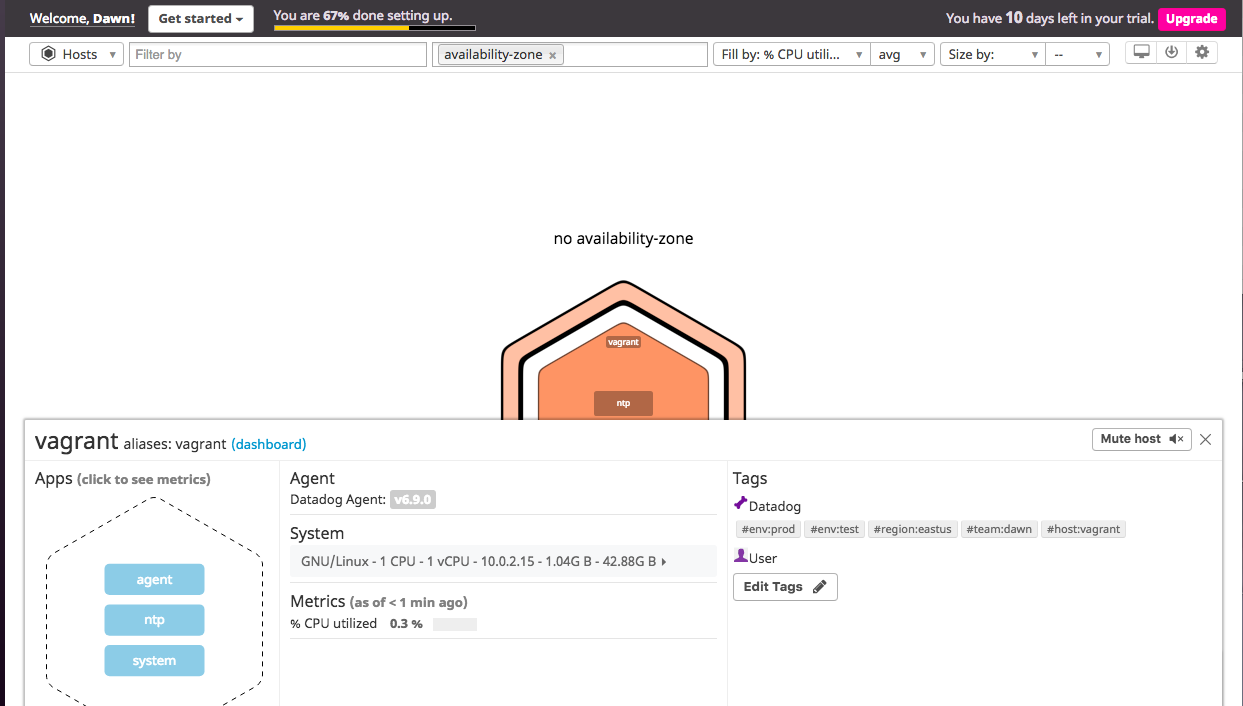 Welcome, Dawn! Get started You are 67% done setting up. You have 10 days left in your trial. Upgrade
Hosts Filter by availability-zone × Fill by: % CPU utili... avg Size by: --
no availability-zone
vagrant
ntp
vagrant aliases: vagrant (dashboard) Mute host
Apps (click to see metrics)
agent
ntp
system
Agent
Datadog Agent: v6.9.0
System
GNU/Linux - 1 CPU - 1 vCPU - 10.0.2.15 - 1.04G B - 42.88G B
Metrics (as of < 1 min ago)
% CPU utilized 0.3 %
Tags
Datadog
#env:prod #env:test #region:eastus #team:dawn #host:vagrant
User
Edit Tags